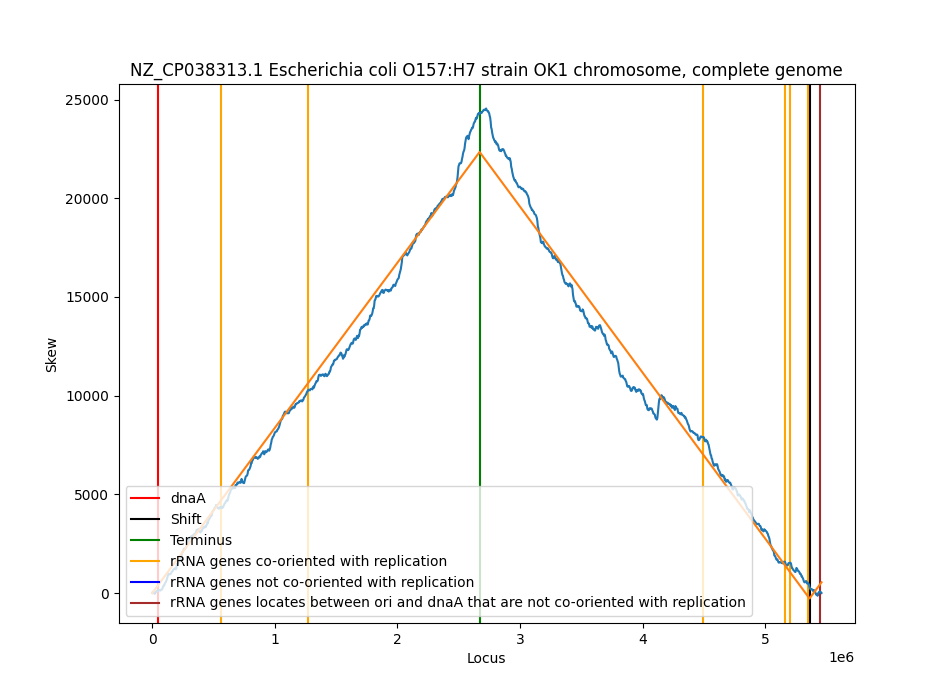 NZ_CP038313.1 Escherichia coli O157:H7 strain OK1 chromosome, complete genome
25000
20000
15000
10000
5000
0
Skew
dnaA
Shift
Terminus
rRNA genes co-oriented with replication
rRNA genes not co-oriented with replication
rRNA genes locates between ori and dnaA that are not co-oriented with replication
0 1 2 3 4 5
Locus
1e6